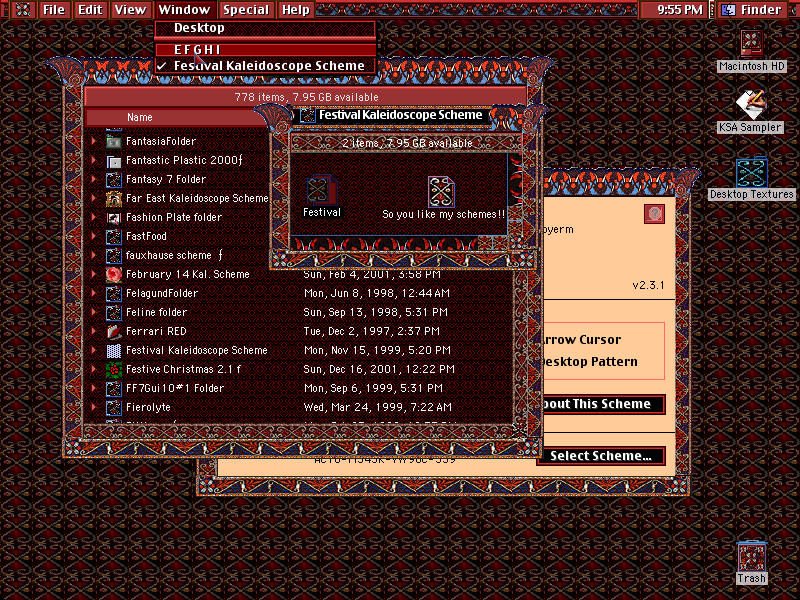 File Edit View Window Special Help 9:55 PM Finder
Desktop
E F G H I
✓ Festival Kaleidoscope Scheme
Macintosh HD
KSA Sampler
Desktop Textures
Trash
778 items, 7.95 GB available
Name
FantasiaFolder
Fantastic Plastic 2000ƒ
Fantasy 7 Folder
Far East Kaleidoscope Scheme
Fashion Plate folder
FastFood
fauxhause scheme ƒ
February 14 Kal. Scheme Sun, Feb 4, 2001, 3:58 PM
FelagundFolder Mon, Jun 8, 1998, 12:44 AM
Feline folder Sun, Sep 13, 1998, 5:31 PM
Ferrari RED Tue, Dec 2, 1997, 2:37 PM
Festival Kaleidoscope Scheme Mon, Nov 15, 1999, 5:20 PM
Festive Christmas 2.1 f Sun, Dec 16, 2001, 12:22 PM
FF7Gui10#1 Folder Mon, Sep 6, 1999, 5:31 PM
Fierolyte Wed, Mar 24, 1999, 7:22 AM
Festival Kaleidoscope Scheme
2 items, 7.95 GB available
Festival
So you like my schemes!!
v2.3.1
Arrow Cursor
Desktop Pattern
About This Scheme
Select Scheme...